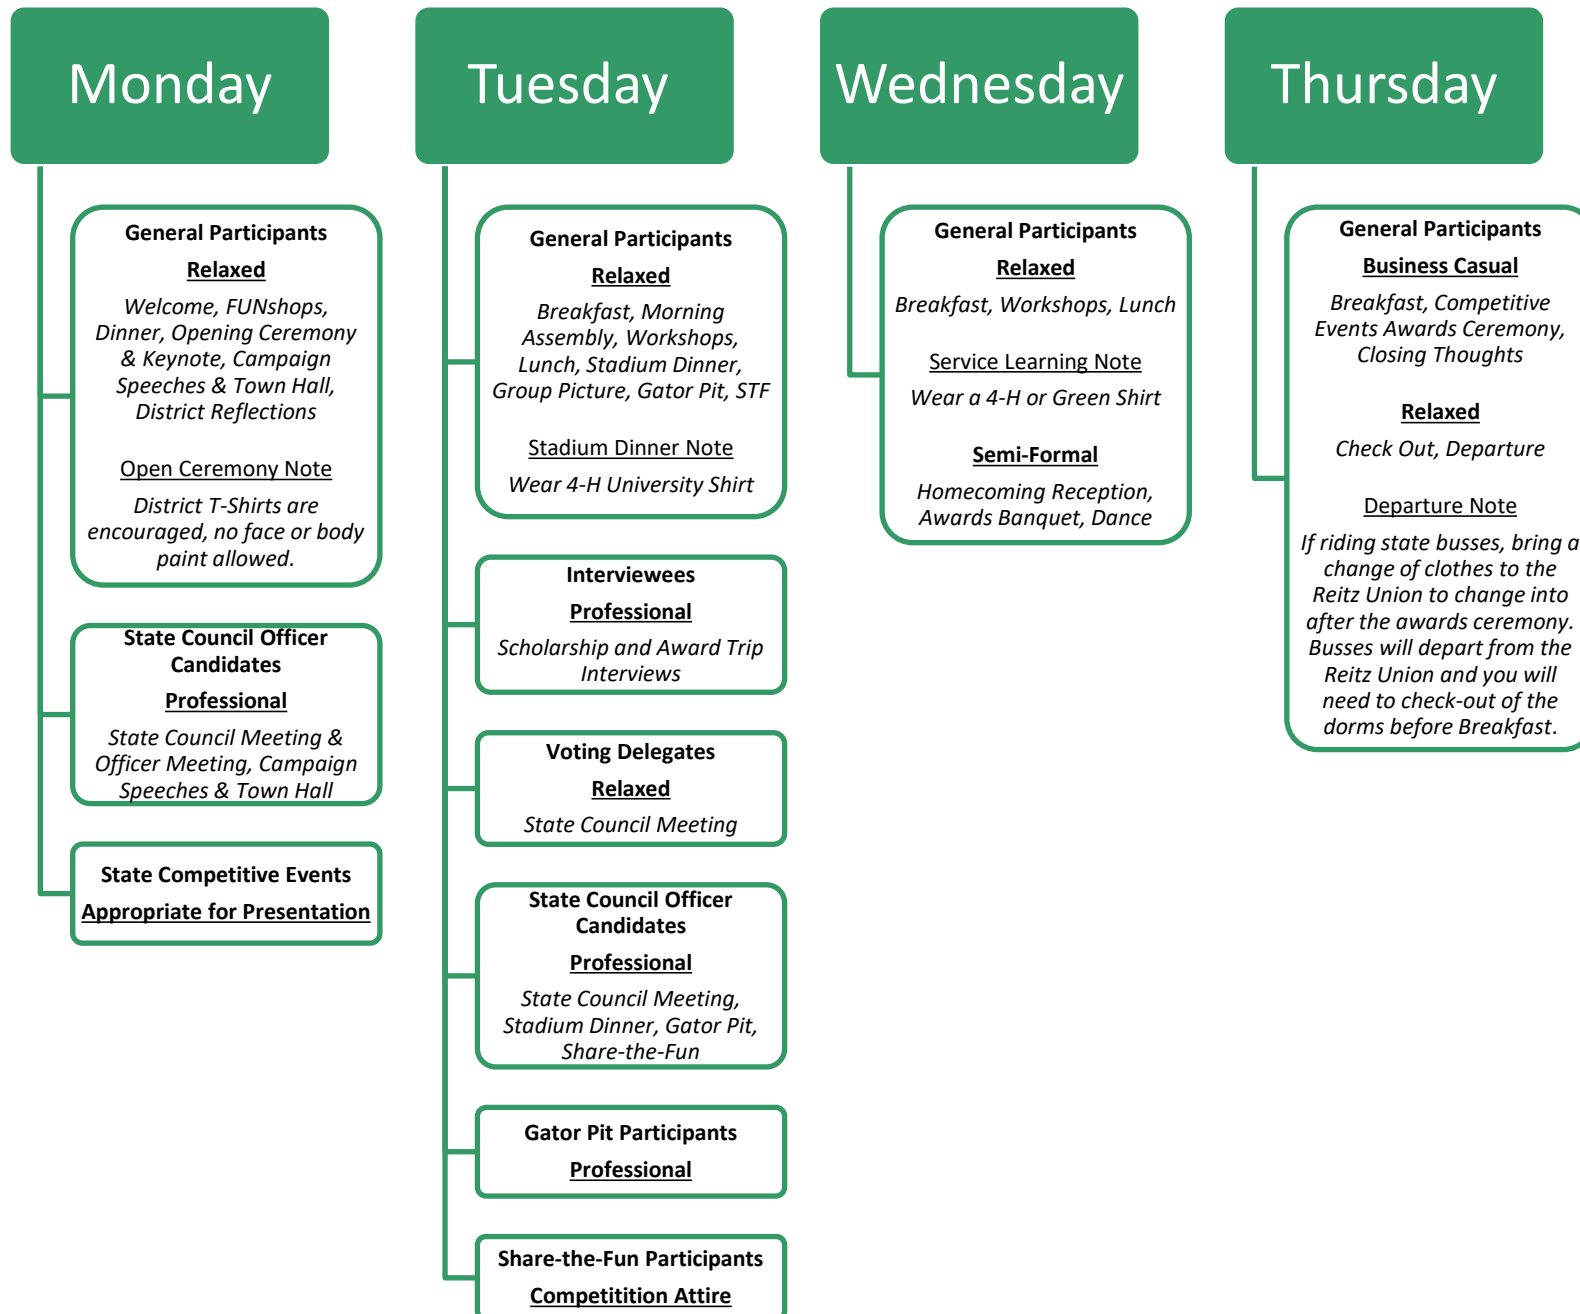 Monday
General Participants
Relaxed
Welcome, FUNshops,
Dinner, Opening Ceremony
& Keynote, Campaign
Speeches & Town Hall,
District Reflections
Open Ceremony Note
District T-Shirts are
encouraged, no face or body
paint allowed.
State Council Officer
Candidates
Professional
State Council Meeting &
Officer Meeting, Campaign
Speeches & Town Hall
State Competitive Events
Appropriate for Presentation
Tuesday
General Participants
Relaxed
Breakfast, Morning
Assembly, Workshops,
Lunch, Stadium Dinner,
Group Picture, Gator Pit, STF
Stadium Dinner Note
Wear 4-H University Shirt
Interviewees
Professional
Scholarship and Award Trip
Interviews
Voting Delegates
Relaxed
State Council Meeting
State Council Officer
Candidates
Professional
State Council Meeting,
Stadium Dinner, Gator Pit,
Share-the-Fun
Gator Pit Participants
Professional
Share-the-Fun Participants
Competitition Attire
Wednesday
General Participants
Relaxed
Breakfast, Workshops, Lunch
Service Learning Note
Wear a 4-H or Green Shirt
Semi-Formal
Homecoming Reception,
Awards Banquet, Dance
Thursday
General Participants
Business Casual
Breakfast, Competitive
Events Awards Ceremony,
Closing Thoughts
Relaxed
Check Out, Departure
Departure Note
If riding state busses, bring a
change of clothes to the
Reitz Union to change into
after the awards ceremony.
Busses will depart from the
Reitz Union and you will
need to check-out of the
dorms before Breakfast.